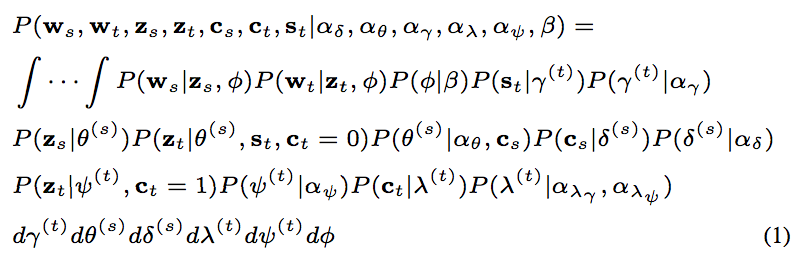 P(w_s, w_t, z_s, z_t, c_s, c_t, s_t|α_δ, α_θ, α_γ, α_λ, α_ψ, β) =
∫ ··· ∫ P(w_s|z_s, ϕ)P(w_t|z_t, ϕ)P(ϕ|β)P(s_t|γ^(t))P(γ^(t)|α_γ)
P(z_s|θ^(s))P(z_t|θ^(s), s_t, c_t = 0)P(θ^(s)|α_θ, c_s)P(c_s|δ^(s))P(δ^(s)|α_δ)
P(z_t|ψ^(t), c_t = 1)P(ψ^(t)|α_ψ)P(c_t|λ^(t))P(λ^(t)|α_{λ_γ}, α_{λ_ψ})
dγ^(t)dθ^(s)dδ^(s)dλ^(t)dψ^(t)dϕ (1)